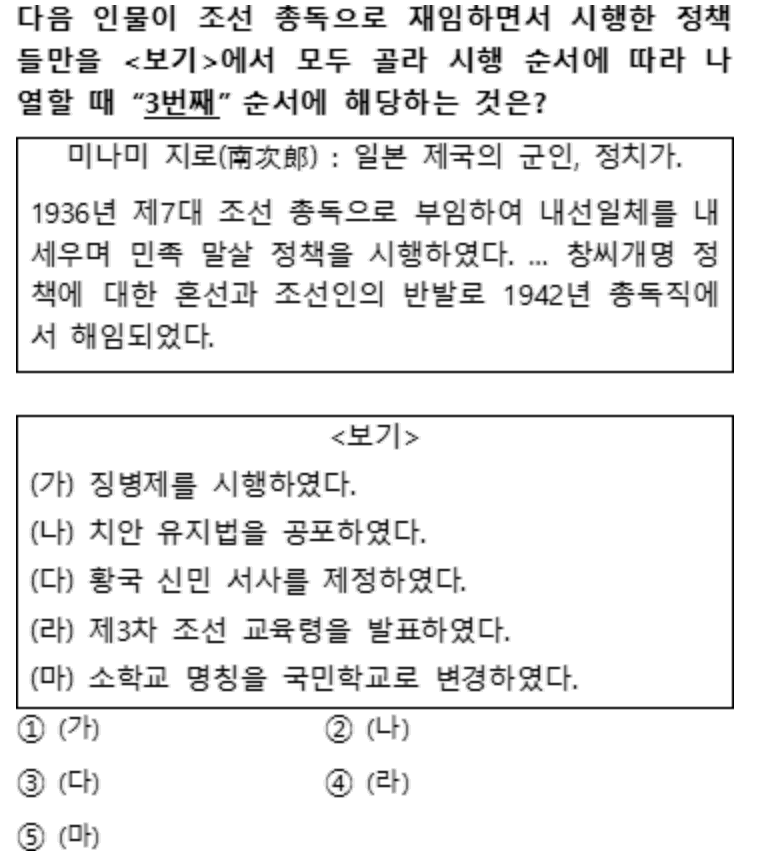 다음 인물이 조선 총독으로 재임하면서 시행한 정책
들만을 <보기>에서 모두 골라 시행 순서에 따라 나
열할 때 “3번째” 순서에 해당하는 것은?
미나미 지로(南次郎) : 일본 제국의 군인, 정치가.
1936년 제7대 조선 총독으로 부임하여 내선일체를 내
세우며 민족 말살 정책을 시행하였다. ... 창씨개명 정
책에 대한 혼선과 조선인의 반발로 1942년 총독직에
서 해임되었다.
<보기>
(가) 징병제를 시행하였다.
(나) 치안 유지법을 공포하였다.
(다) 황국 신민 서사를 제정하였다.
(라) 제3차 조선 교육령을 발표하였다.
(마) 소학교 명칭을 국민학교로 변경하였다.
① (가) ② (나)
③ (다) ④ (라)
⑤ (마)